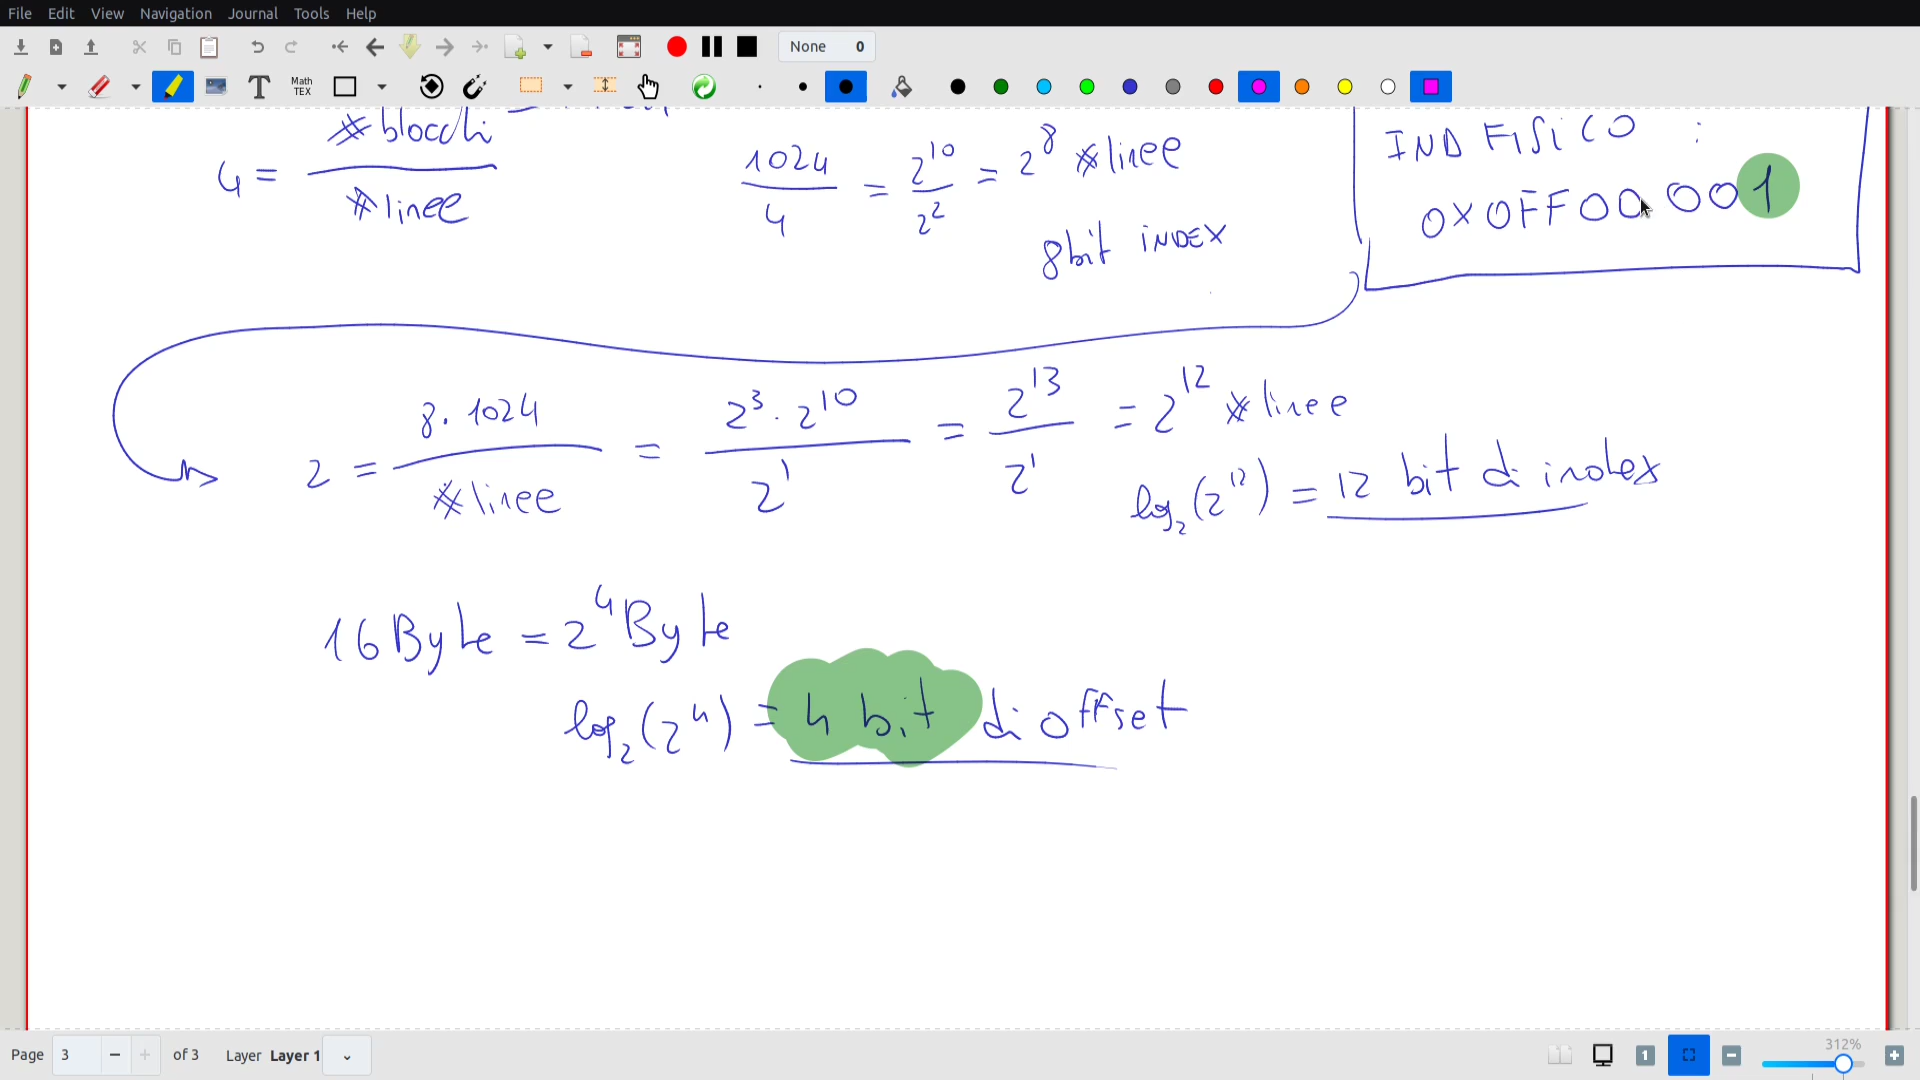 File Edit View Navigation Journal Tools Help
None 0
T Math TEX
4 = #blocchi / #linee
1024 / 4 = 2^10 / 2^2 = 2^8 #linee
8 bit INDEX
IND FISICO :
0X0FF00001
2 = 8 · 1024 / #linee = 2^3 · 2^10 / 2^1 = 2^13 / 2^1 = 2^12 #linee
log2(2^12) = 12 bit di index
16 Byte = 2^4 Byte
log2(2^4) = 4 bit di offset
Page 3 of 3 Layer Layer 1 1 312%